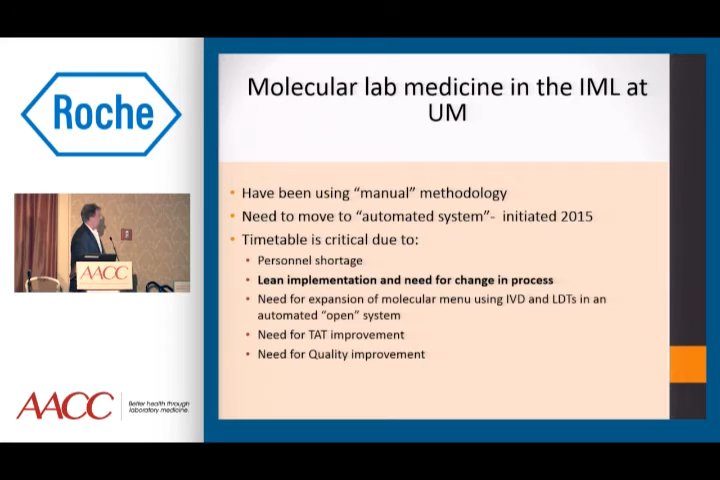 Roche
AACC
AACC
Better health through
laboratory medicine.
Molecular lab medicine in the IML at
UM
• Have been using “manual” methodology
• Need to move to “automated system”- initiated 2015
• Timetable is critical due to:
• Personnel shortage
• Lean implementation and need for change in process
• Need for expansion of molecular menu using IVD and LDTs in an
automated “open” system
• Need for TAT improvement
• Need for Quality improvement